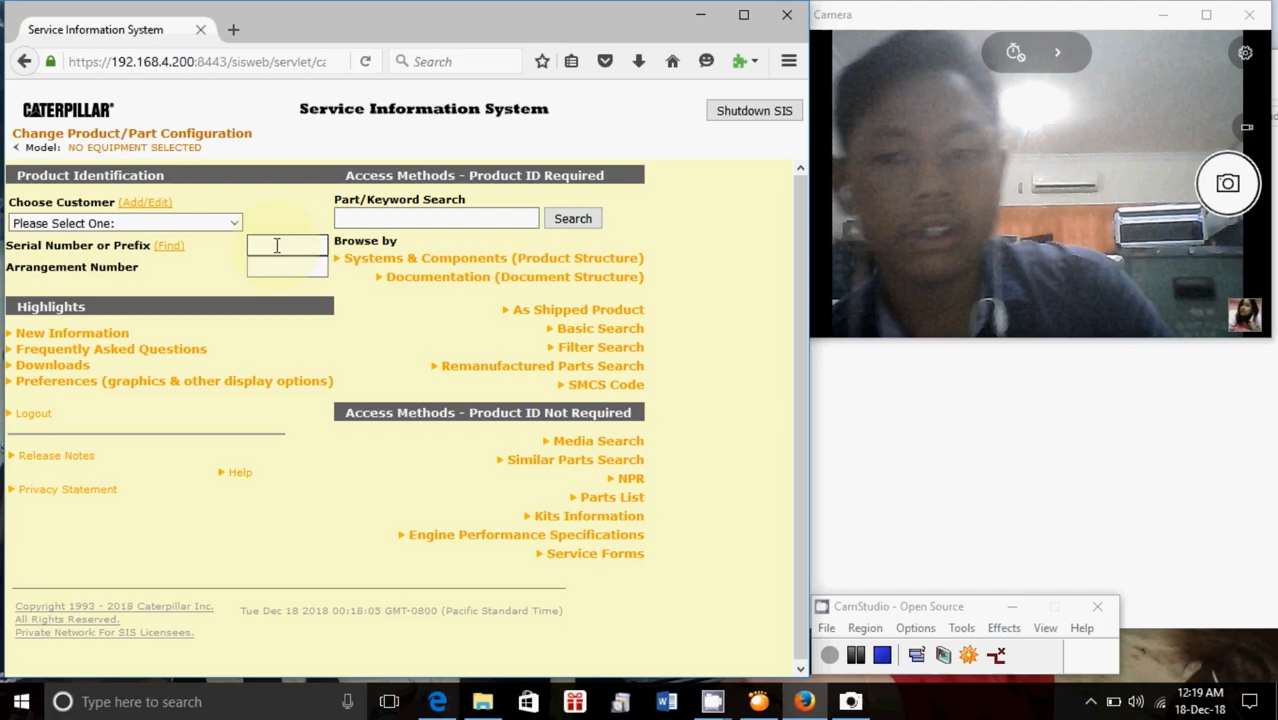 Service Information System
Camera
https://192.168.4.200:8443/sisweb/servlet/ca
Search
CATERPILLAR®
Service Information System
Shutdown SIS
Change Product/Part Configuration
Model: NO EQUIPMENT SELECTED
Product Identification
Access Methods - Product ID Required
Choose Customer (Add/Edit)
Please Select One:
Serial Number or Prefix (Find)
Arrangement Number
Part/Keyword Search
Search
Browse by
Systems & Components (Product Structure)
Documentation (Document Structure)
As Shipped Product
Basic Search
Filter Search
Remanufactured Parts Search
SMCS Code
Highlights
New Information
Frequently Asked Questions
Downloads
Preferences (graphics & other display options)
Logout
Release Notes
Help
Privacy Statement
Access Methods - Product ID Not Required
Media Search
Similar Parts Search
NPR
Parts List
Kits Information
Engine Performance Specifications
Service Forms
Copyright 1993 - 2018 Caterpillar Inc.
All Rights Reserved.
Private Network For SIS Licensees.
Tue Dec 18 2018 00:18:05 GMT-0800 (Pacific Standard Time)
CamStudio - Open Source
File Region Options Tools Effects View Help
Type here to search
12:19 AM
18-Dec-18